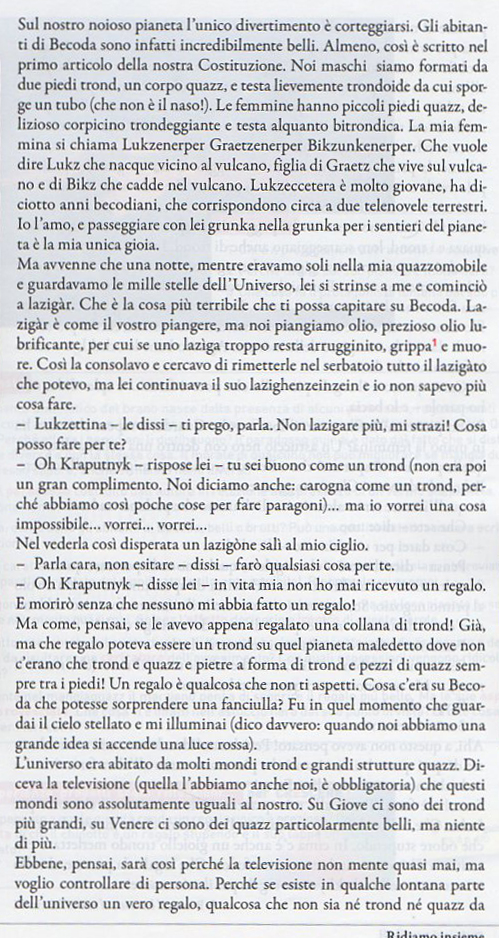 Sul nostro noioso pianeta l'unico divertimento è corteggiarsi. Gli abitan-
ti di Becoda sono infatti incredibilmente belli. Almeno, così è scritto nel
primo articolo della nostra Costituzione. Noi maschi siamo formati da
due piedi trond, un corpo quazz, e testa lievemente trondoide da cui spor-
ge un tubo (che non è il naso!). Le femmine hanno piccoli piedi quazz, de-
lizioso corpicino trondeggiante e testa alquanto bitrondica. La mia fem-
mina si chiama Lukzenerper Graetzenerper Bikzunkenerper. Che vuole
dire Lukz che nacque vicino al vulcano, figlia di Graetz che vive sul vulca-
no e di Bikz che cadde nel vulcano. Lukzeccetera è molto giovane, ha di-
ciotto anni becodiani, che corrispondono circa a due telenovele terrestri.
Io l'amo, e passeggiare con lei grunka nella grunka per i sentieri del piane-
ta è la mia unica gioia.
Ma avvenne che una notte, mentre eravamo soli nella mia quazzomobile
e guardavamo le mille stelle dell'Universo, lei si strinse a me e cominciò
a lazigàr. Che è la cosa più terribile che ti possa capitare su Becoda. La-
zigàr è come il vostro piangere, ma noi piangiamo olio, prezioso olio lu-
brificante, per cui se uno lazìga troppo resta arrugginito, grippa¹ e muo-
re. Così la consolavo e cercavo di rimetterle nel serbatoio tutto il lazigàto
che potevo, ma lei continuava il suo lazighenzeinzein e io non sapevo più
cosa fare.
– Lukzettina – le dissi – ti prego, parla. Non lazigare più, mi strazi! Cosa
posso fare per te?
– Oh Kraputnyk – rispose lei – tu sei buono come un trond (non era poi
un gran complimento. Noi diciamo anche: carogna come un trond, per-
ché abbiamo così poche cose per fare paragoni)... ma io vorrei una cosa
impossibile... vorrei... vorrei...
Nel vederla così disperata un lazigòne salì al mio ciglio.
– Parla cara, non esitare – dissi – farò qualsiasi cosa per te.
– Oh Kraputnyk – disse lei – in vita mia non ho mai ricevuto un regalo.
E morirò senza che nessuno mi abbia fatto un regalo!
Ma come, pensai, se le avevo appena regalato una collana di trond! Già,
ma che regalo poteva essere un trond su quel pianeta maledetto dove non
c'erano che trond e quazz e pietre a forma di trond e pezzi di quazz sem-
pre tra i piedi! Un regalo è qualcosa che non ti aspetti. Cosa c'era su Beco-
da che potesse sorprendere una fanciulla? Fu in quel momento che guar-
dai il cielo stellato e mi illuminai (dico davvero: quando noi abbiamo una
grande idea si accende una luce rossa).
L'universo era abitato da molti mondi trond e grandi strutture quazz. Di-
ceva la televisione (quella l'abbiamo anche noi, è obbligatoria) che questi
mondi sono assolutamente uguali al nostro. Su Giove ci sono dei trond
più grandi, su Venere ci sono dei quazz particolarmente belli, ma niente
di più.
Ebbene, pensai, sarà così perché la televisione non mente quasi mai, ma
voglio controllare di persona. Perché se esiste in qualche lontana parte
dell'universo un vero regalo, qualcosa che non sia né trond né quazz da
Ridiamo insieme